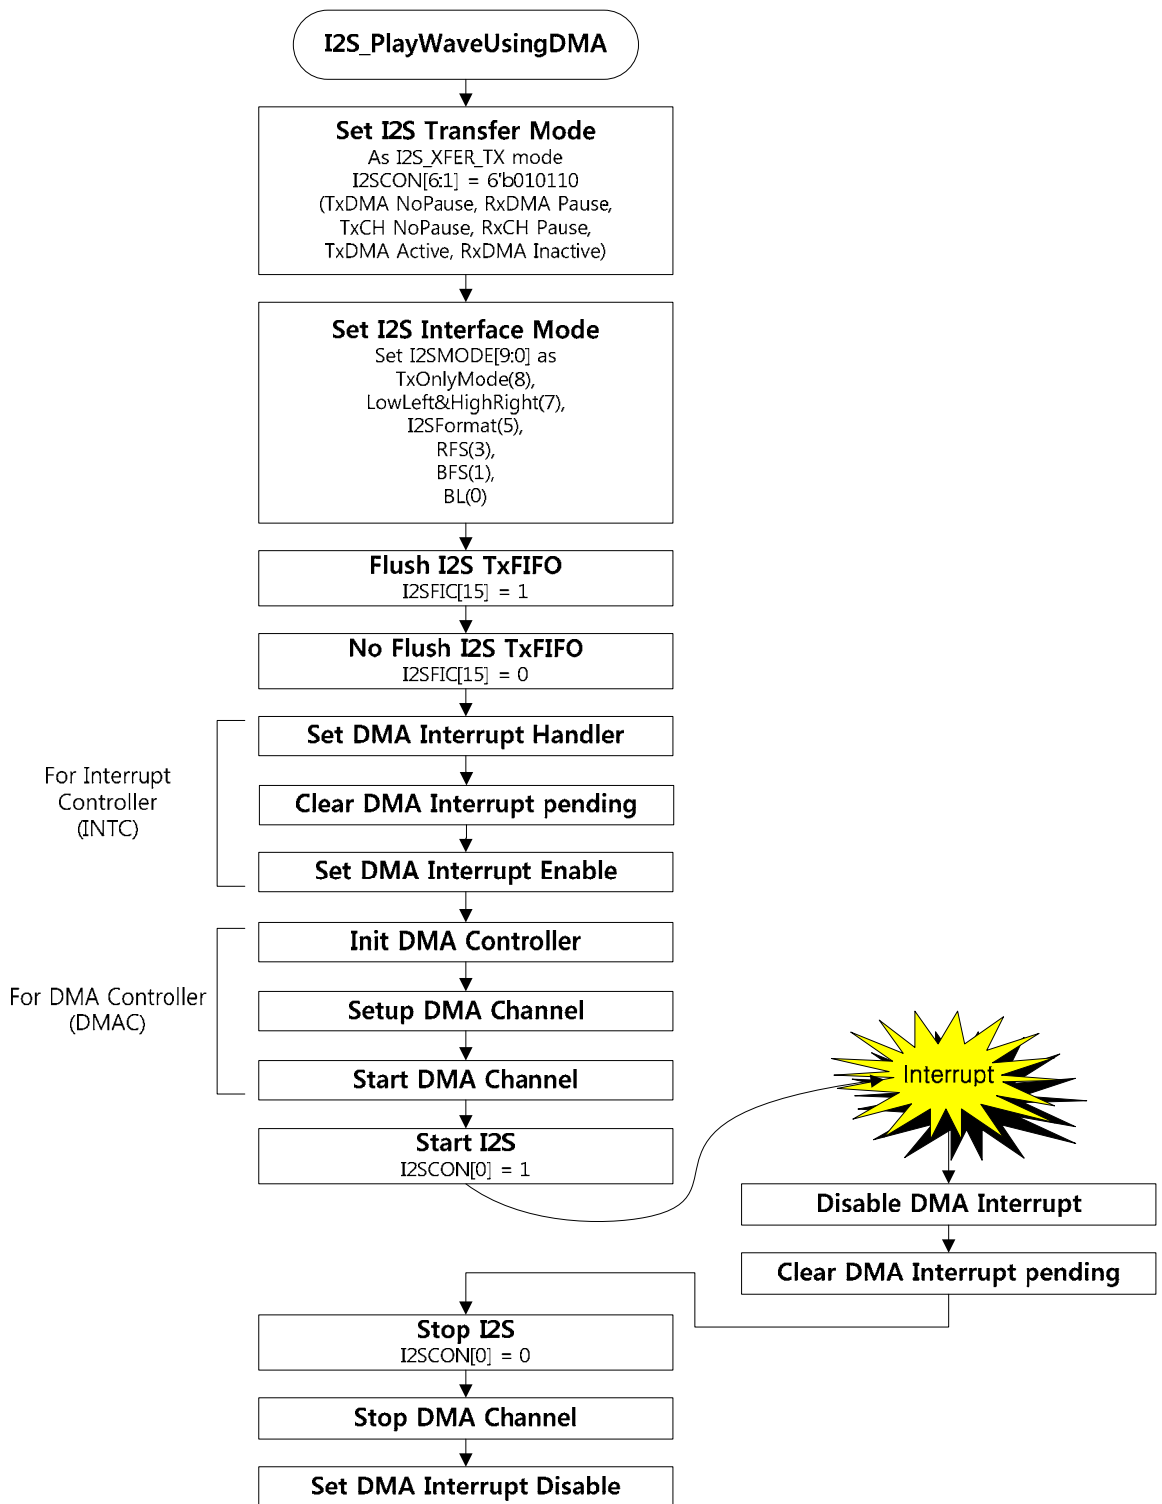 I2S_PlayWaveUsingDMA
Set I2S Transfer Mode
As I2S_XFER_TX mode
I2SCON[6:1] = 6'b010110
(TxDMA NoPause, RxDMA Pause,
TxCH NoPause, RxCH Pause,
TxDMA Active, RxDMA Inactive)
Set I2S Interface Mode
Set I2SMODE[9:0] as
TxOnlyMode(8),
LowLeft&HighRight(7),
I2SFormat(5),
RFS(3),
BFS(1),
BL(0)
Flush I2S TxFIFO
I2SFIC[15] = 1
No Flush I2S TxFIFO
I2SFIC[15] = 0
For Interrupt
Controller
(INTC)
Set DMA Interrupt Handler
Clear DMA Interrupt pending
Set DMA Interrupt Enable
For DMA Controller
(DMAC)
Init DMA Controller
Setup DMA Channel
Start DMA Channel
Start I2S
I2SCON[0] = 1
Interrupt
Disable DMA Interrupt
Clear DMA Interrupt pending
Stop I2S
I2SCON[0] = 0
Stop DMA Channel
Set DMA Interrupt Disable